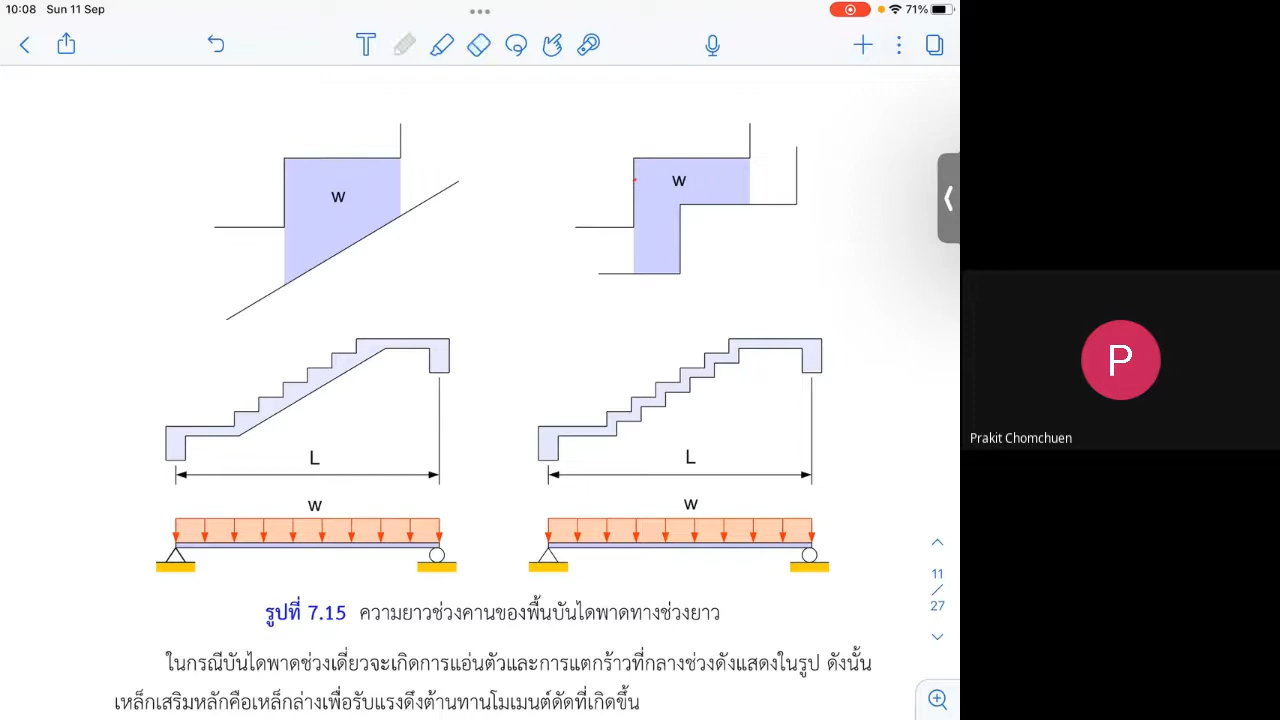 10:08 Sun 11 Sep
71%
T
w
w
L
L
w
w
11
/
27
รูปที่ 7.15 ความยาวช่วงคานของพื้นบันไดพาดทางช่วงยาว
ในกรณีบันไดพาดช่วงเดี่ยวจะเกิดการแอ่นตัวและการแตกร้าวที่กลางช่วงดังแสดงในรูป ดังนั้น
เหล็กเสริมหลักคือเหล็กล่างเพื่อรับแรงดึงต้านทานโมเมนต์ดัดที่เกิดขึ้น
P
Prakit Chomchuen